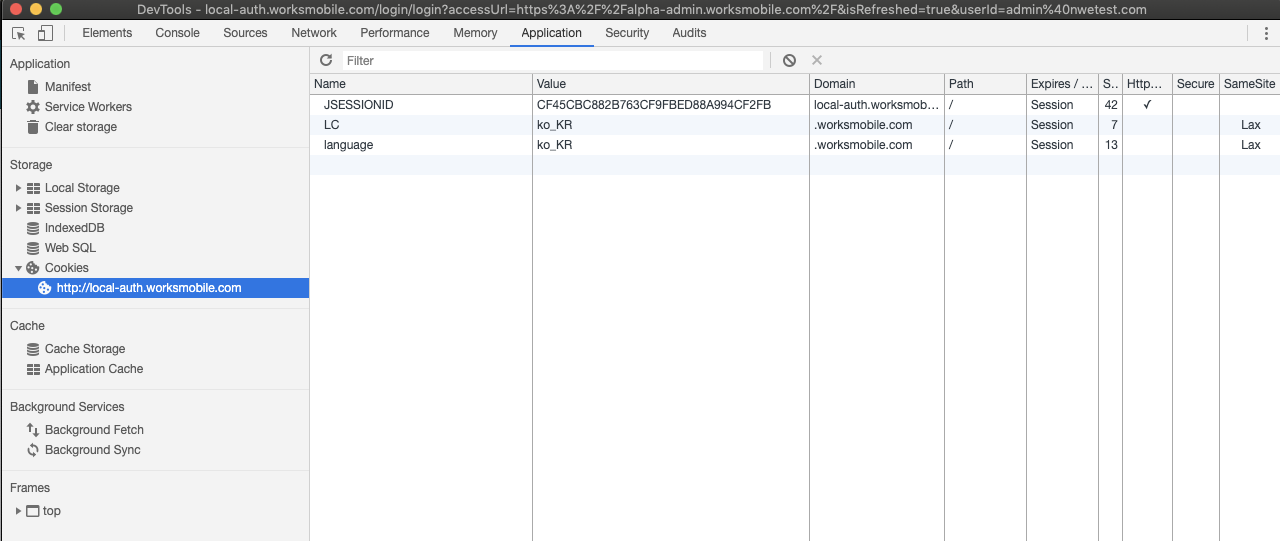 DevTools - local-auth.worksmobile.com/login/login?accessUrl=https%3A%2F%2Falpha-admin.worksmobile.com%2F&isRefreshed=true&userId=admin%40nwetest.com
Elements Console Sources Network Performance Memory Application Security Audits
Application
Manifest
Service Workers
Clear storage
Storage
Local Storage
Session Storage
IndexedDB
Web SQL
Cookies
http://local-auth.worksmobile.com
Cache
Cache Storage
Application Cache
Background Services
Background Fetch
Background Sync
Frames
top
Filter
Name Value Domain Path Expires / ... S.. Http... Secure SameSite
JSESSIONID CF45CBC882B763CF9FBED88A994CF2FB local-auth.worksmob... / Session 42 ✓
LC ko_KR .worksmobile.com / Session 7 Lax
language ko_KR .worksmobile.com / Session 13 Lax